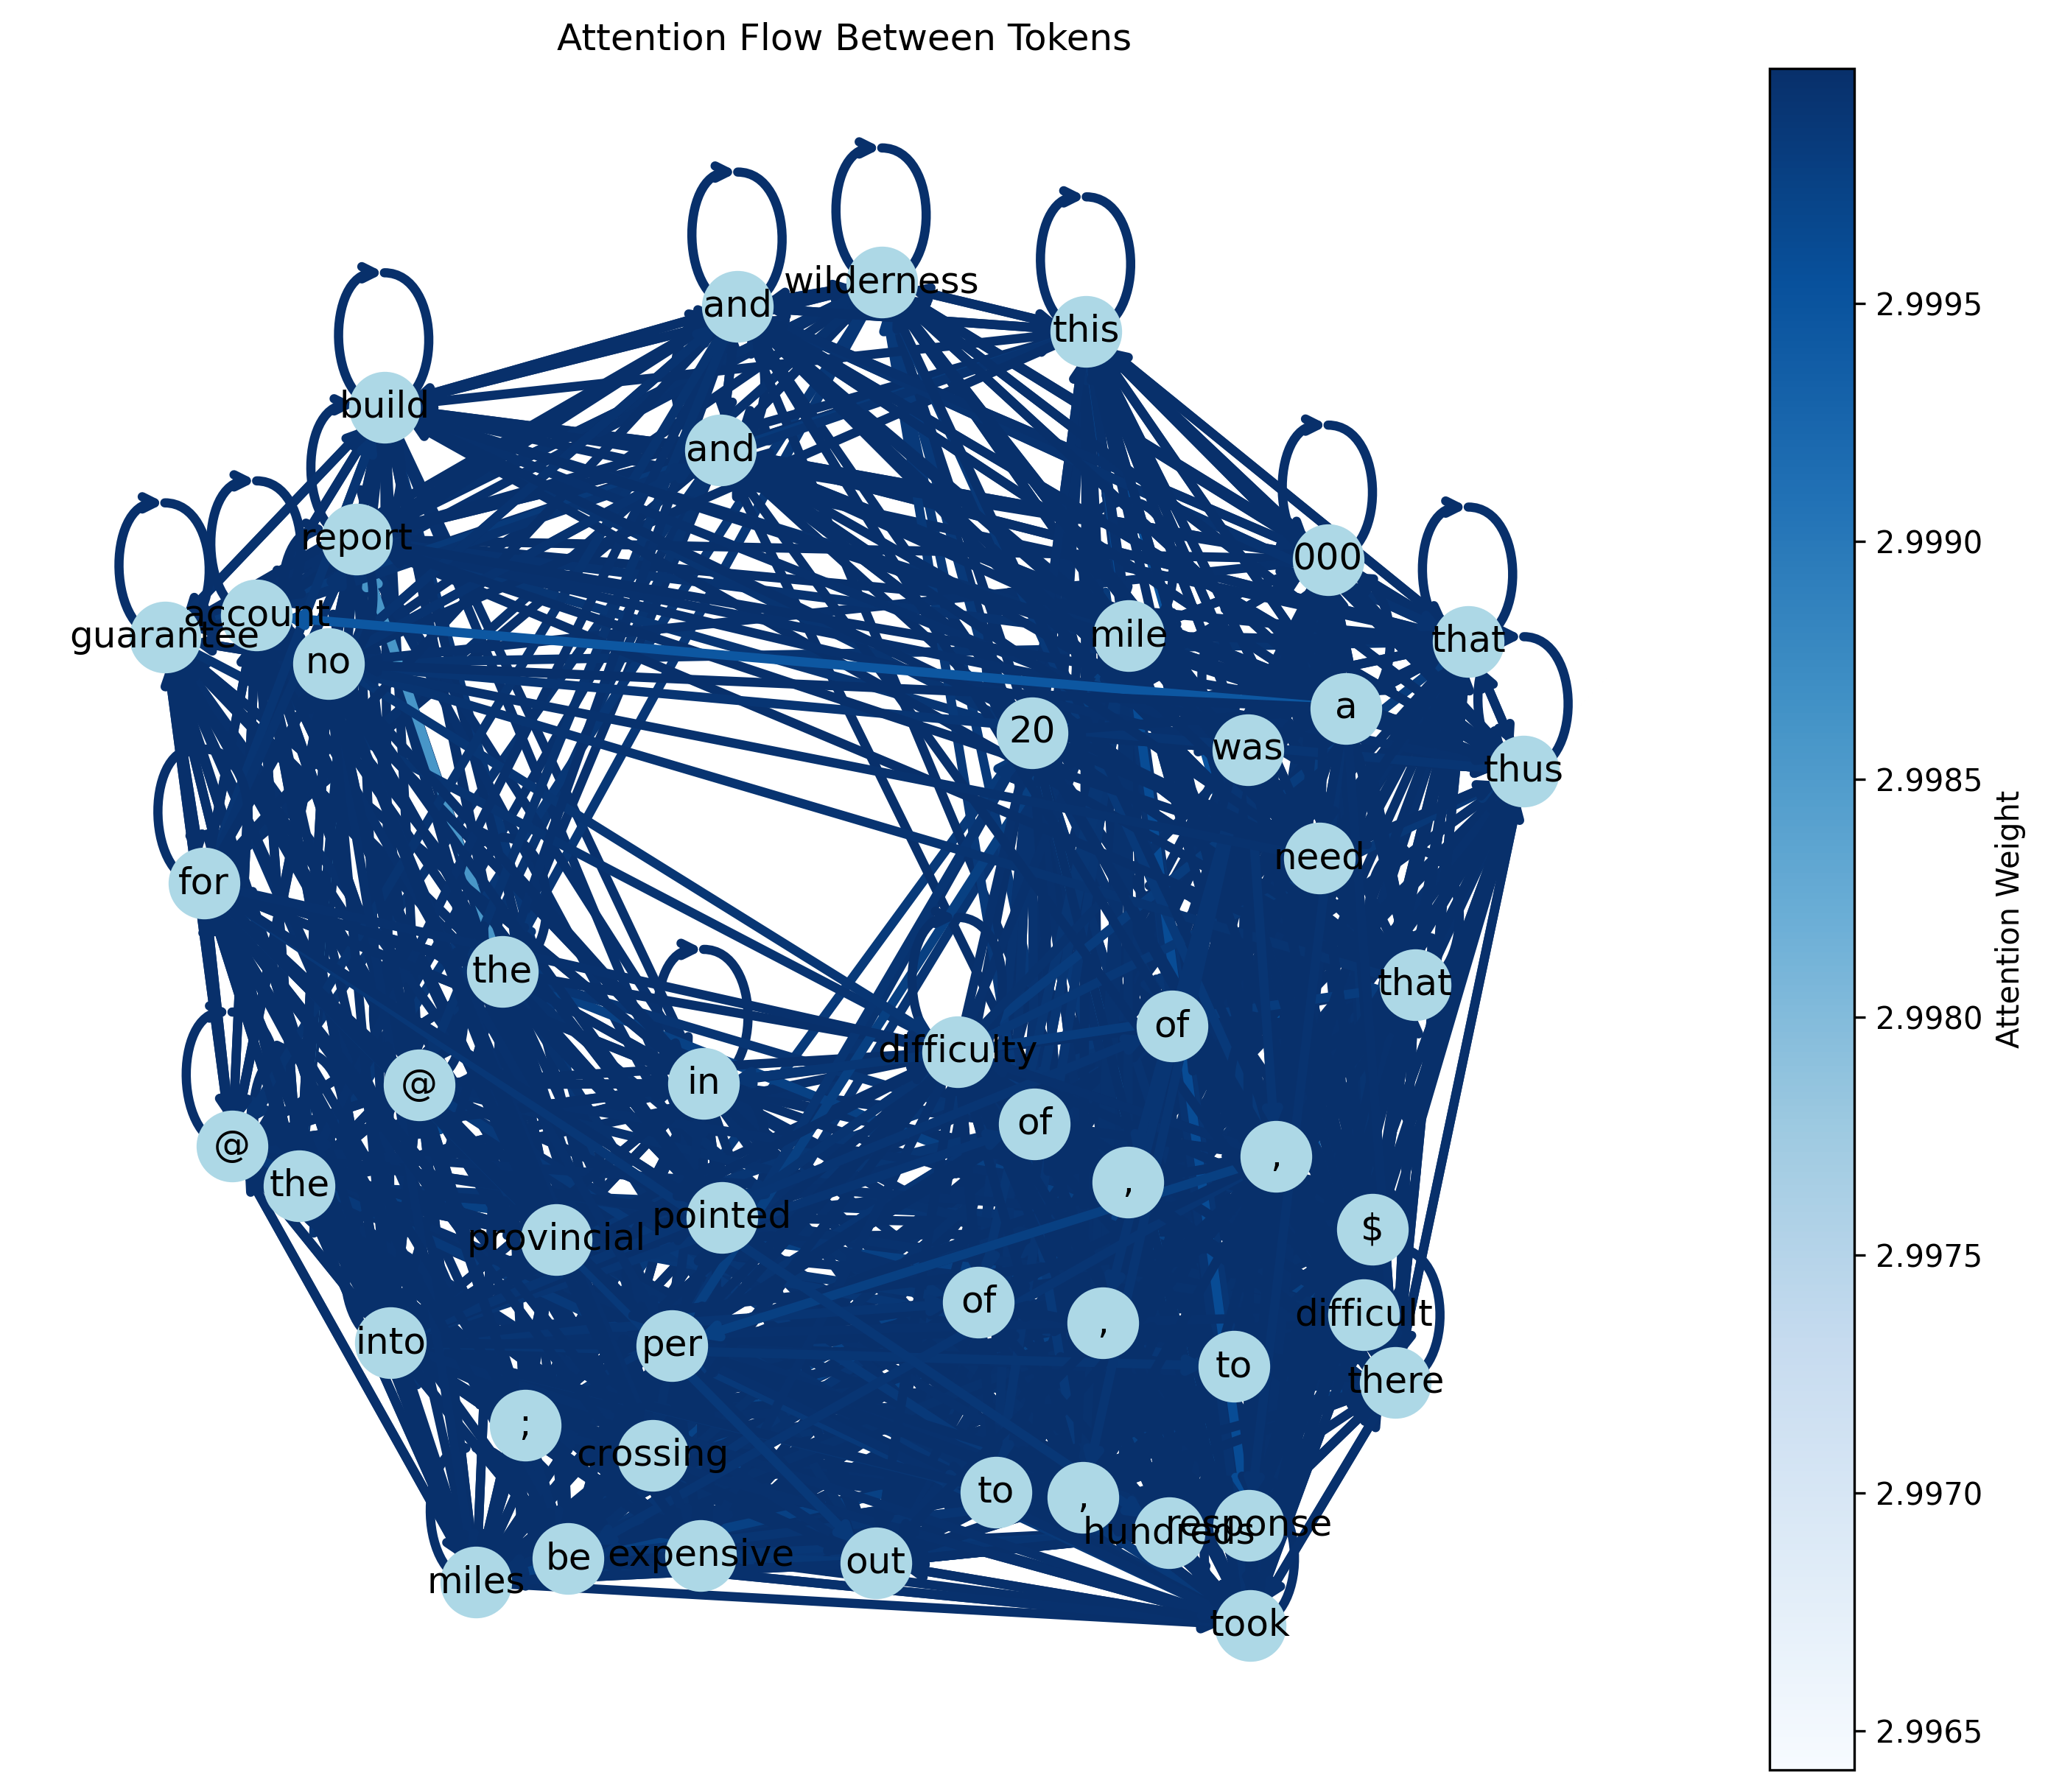 Attention Flow Between Tokens
wilderness
and
this
build
and
report
000
account
guarantee
mile
that
no
a
20
was
thus
need
for
the
that
of
difficulty
in
@
of
@
,
the
,
pointed
$
provincial
of
difficult
,
into
per
to
there
;
crossing
to
,
response
hundreds
be
expensive
out
miles
took
2.9995
2.9990
2.9985
2.9980
2.9975
2.9970
2.9965
Attention Weight